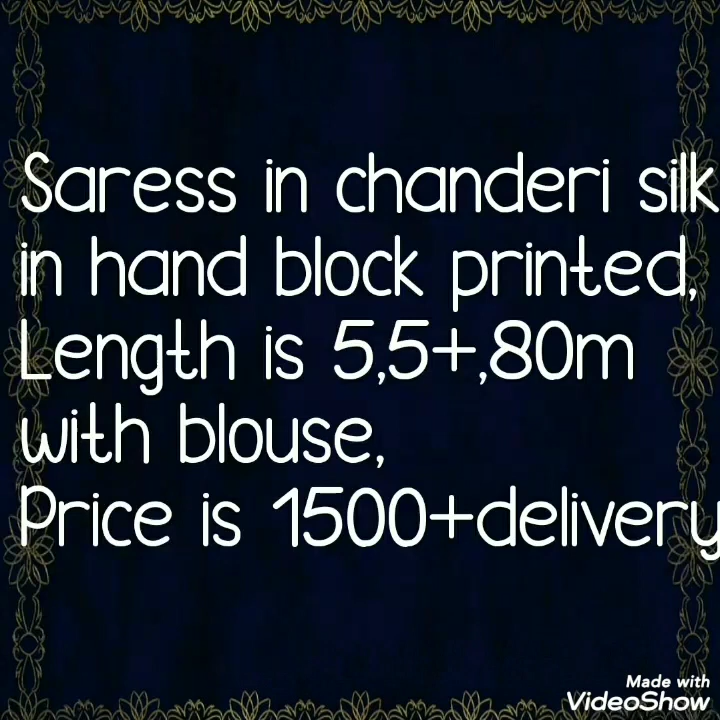 Saress in chanderi silk
in hand block printed,
Length is 5,5+,80m
with blouse,
Price is 1500+delivery
Made with
VideoShow